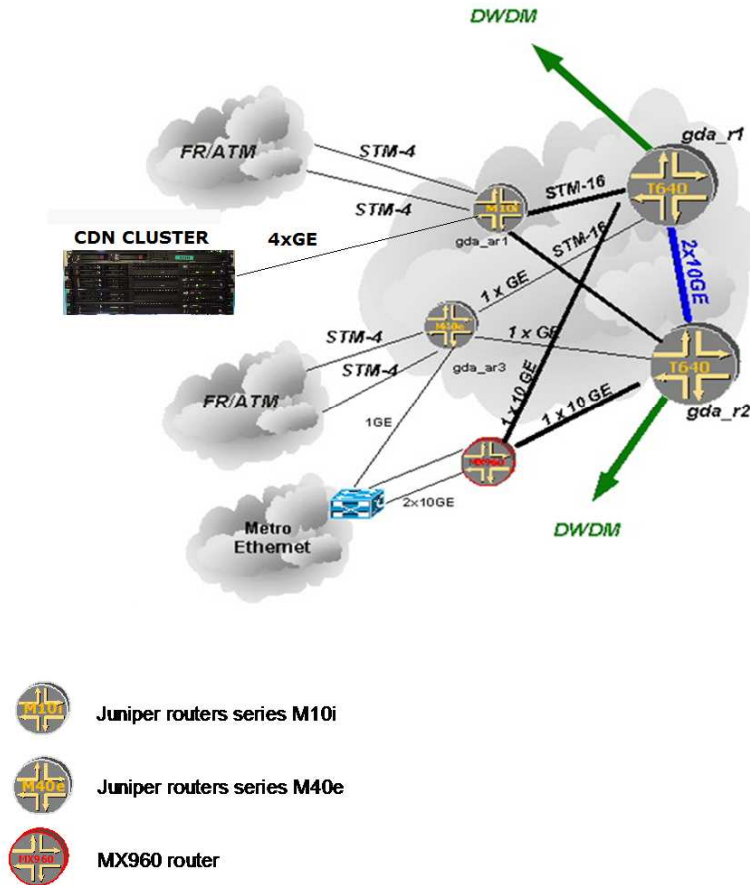 DWDM
gda_r1
FR/ATM
STM-4
STM-4
STM-16
T640
M10i
CDN CLUSTER
4xGE
gda_ar1
STM-16
2x10GE
1 x GE
M40e
1 x GE
STM-4
STM-4
gda_ar3
T640
FR/ATM
1 x 10 GE
1 x 10 GE
gda_r2
1GE
MX960
2x10GE
Metro
Ethernet
DWDM
M10i
Juniper routers series M10i
M40e
Juniper routers series M40e
MX960
MX960 router